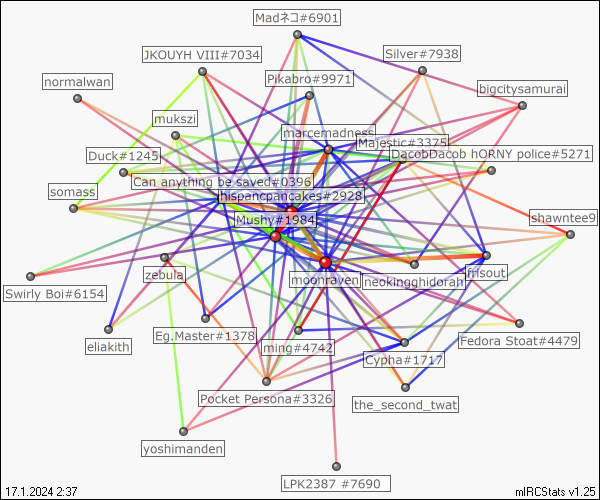 Madネコ#6901
JKOUYH VIII#7034
Silver#7938
Pikabro#9971
normalwan
bigcitysamurai
mukszi
marcemadness
Majestic#3375
Duck#1245
DacobDacob hORNY police#5271
Can anything be saved#0396
hispancpancakes#2928
somass
Mushy#1984
shawntee9
zebula
moonraven
neokingghidorah
frisout
Swirly Boi#6154
eliakith
Eg.Master#1378
ming#4742
Fedora Stoat#4479
Cypha#1717
Pocket Persona#3326
the_second_twat
yoshimanden
LPK2387 #7690
17.1.2024 2:37
mIRCStats v1.25